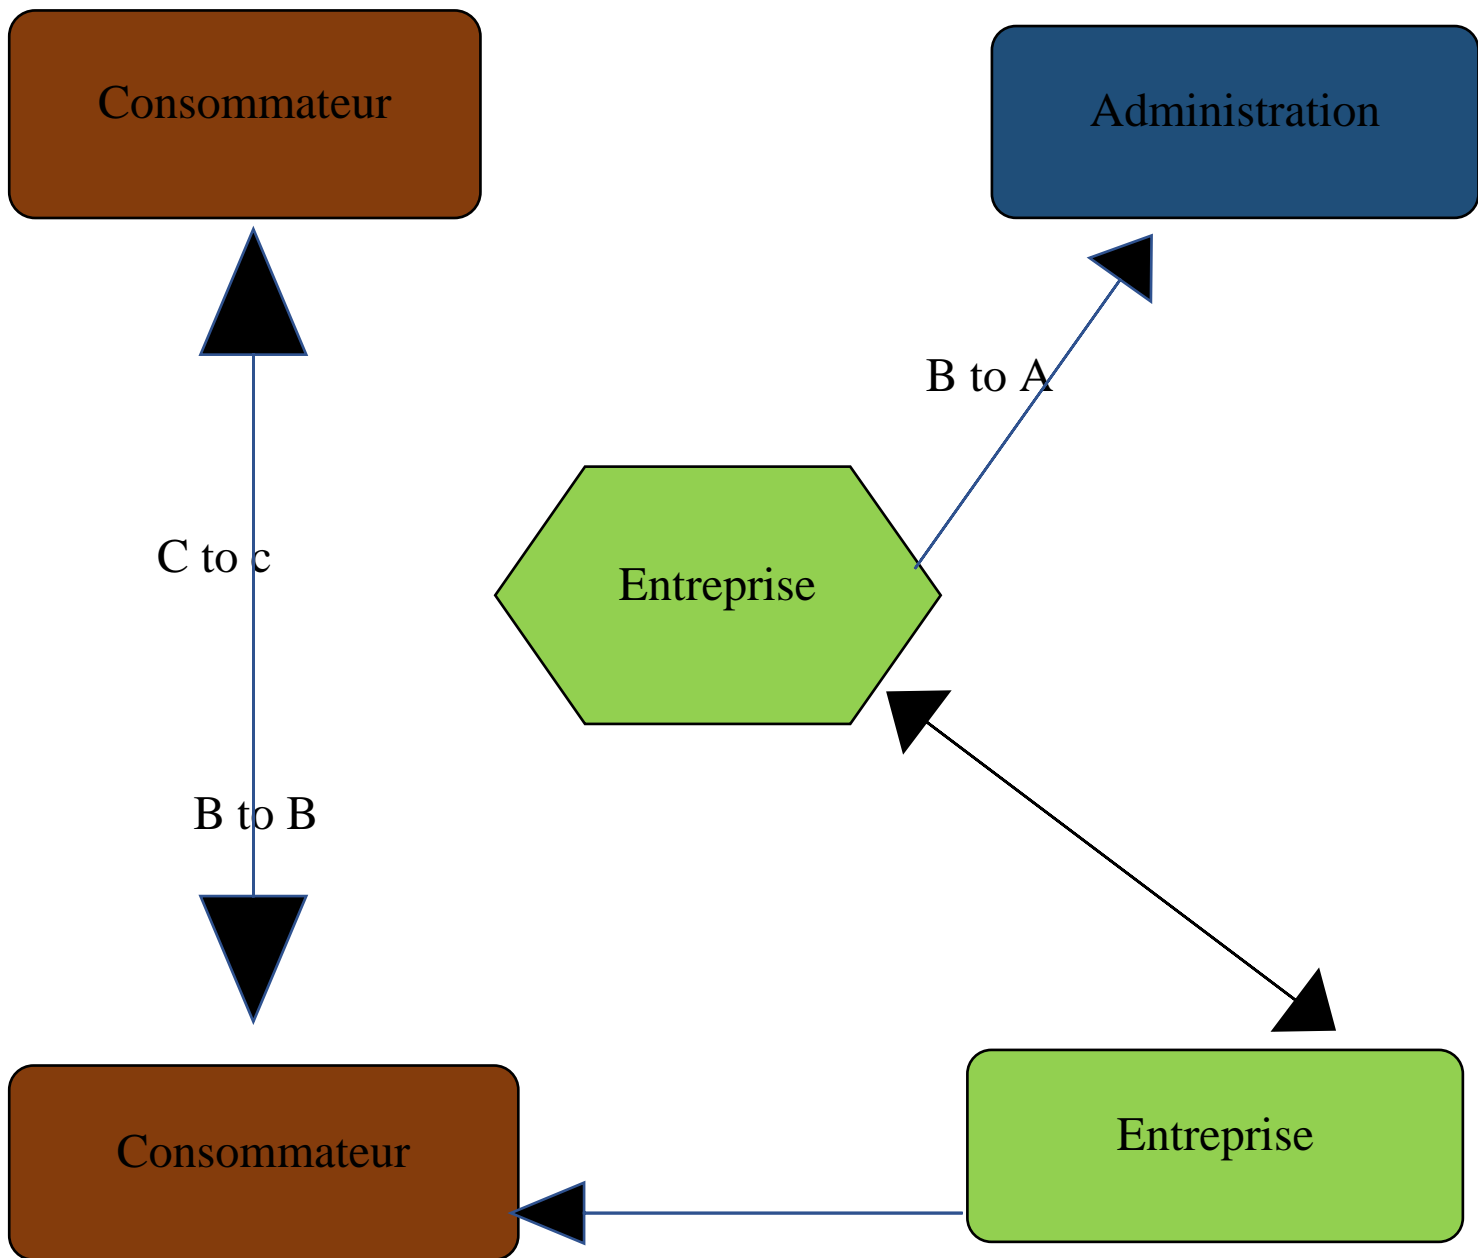 Consommateur
Administration
B to A
C to c
Entreprise
B to B
Consommateur
Entreprise